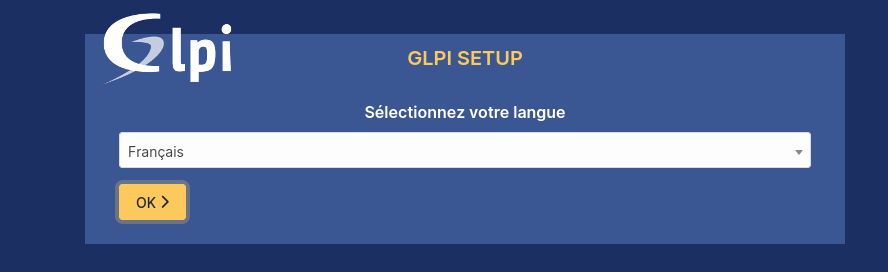 Glpi
GLPI SETUP
Sélectionnez votre langue
Français
OK